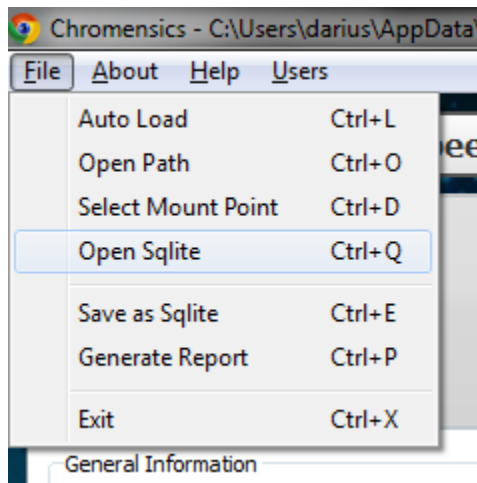 Chromensics - C:\Users\darius\AppData\
File About Help Users
Auto Load Ctrl+L
Open Path Ctrl+O
Select Mount Point Ctrl+D
Open Sqlite Ctrl+Q
Save as Sqlite Ctrl+E
Generate Report Ctrl+P
Exit Ctrl+X
General Information